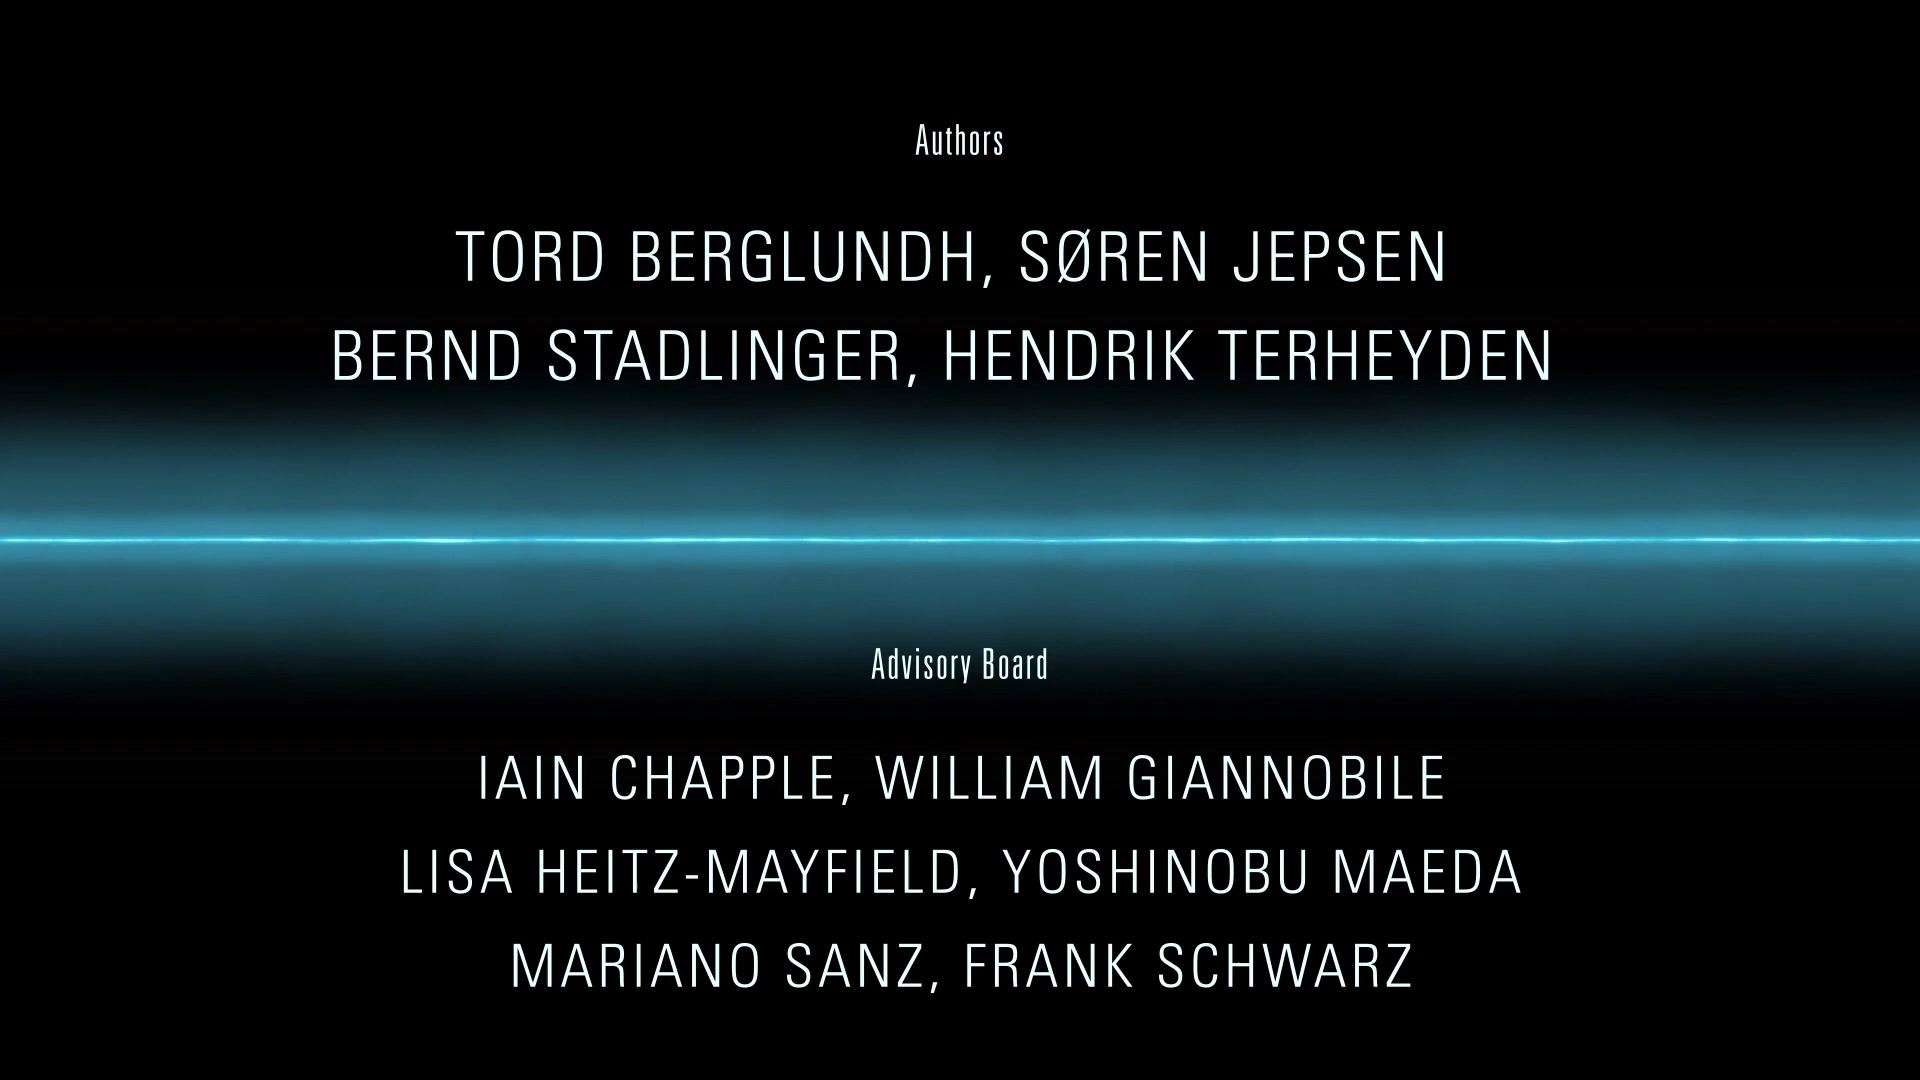 Authors
TORD BERGLUNDH, SØREN JEPSEN
BERND STADLINGER, HENDRIK TERHEYDEN
Advisory Board
IAIN CHAPPLE, WILLIAM GIANNOBILE
LISA HEITZ-MAYFIELD, YOSHINOBU MAEDA
MARIANO SANZ, FRANK SCHWARZ